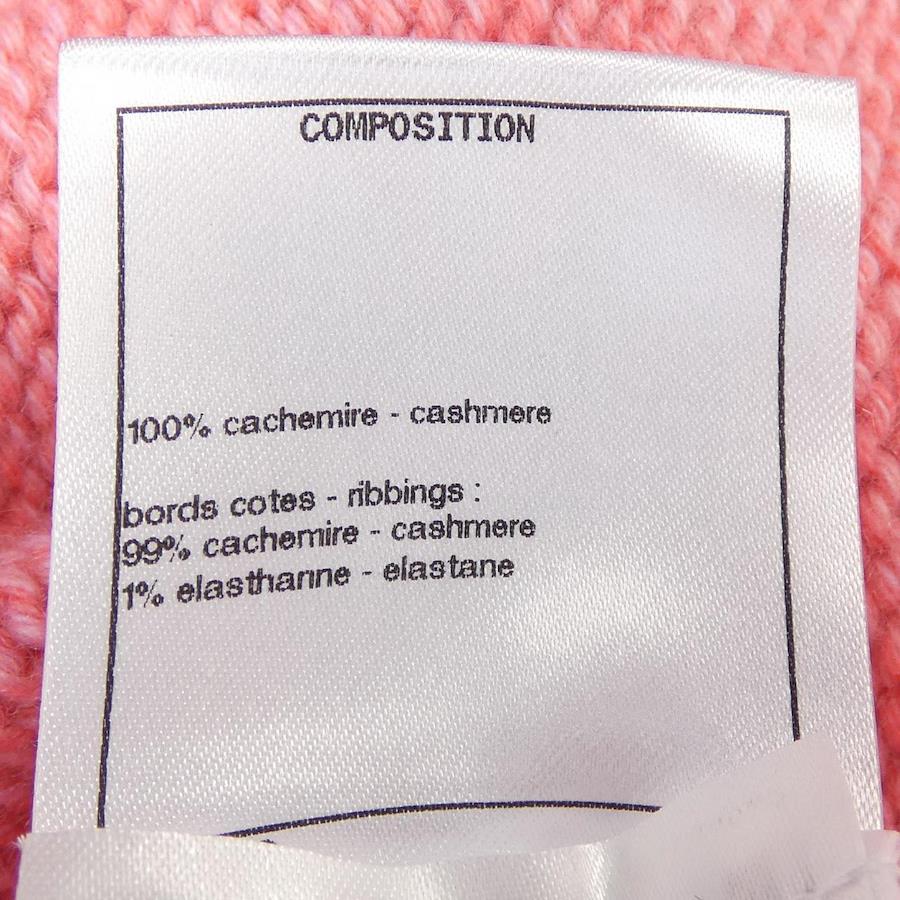 COMPOSITION
100% cachemire - cashmere
bords cotes - ribbings :
99% cachemire - cashmere
1% elasthanne - elastane